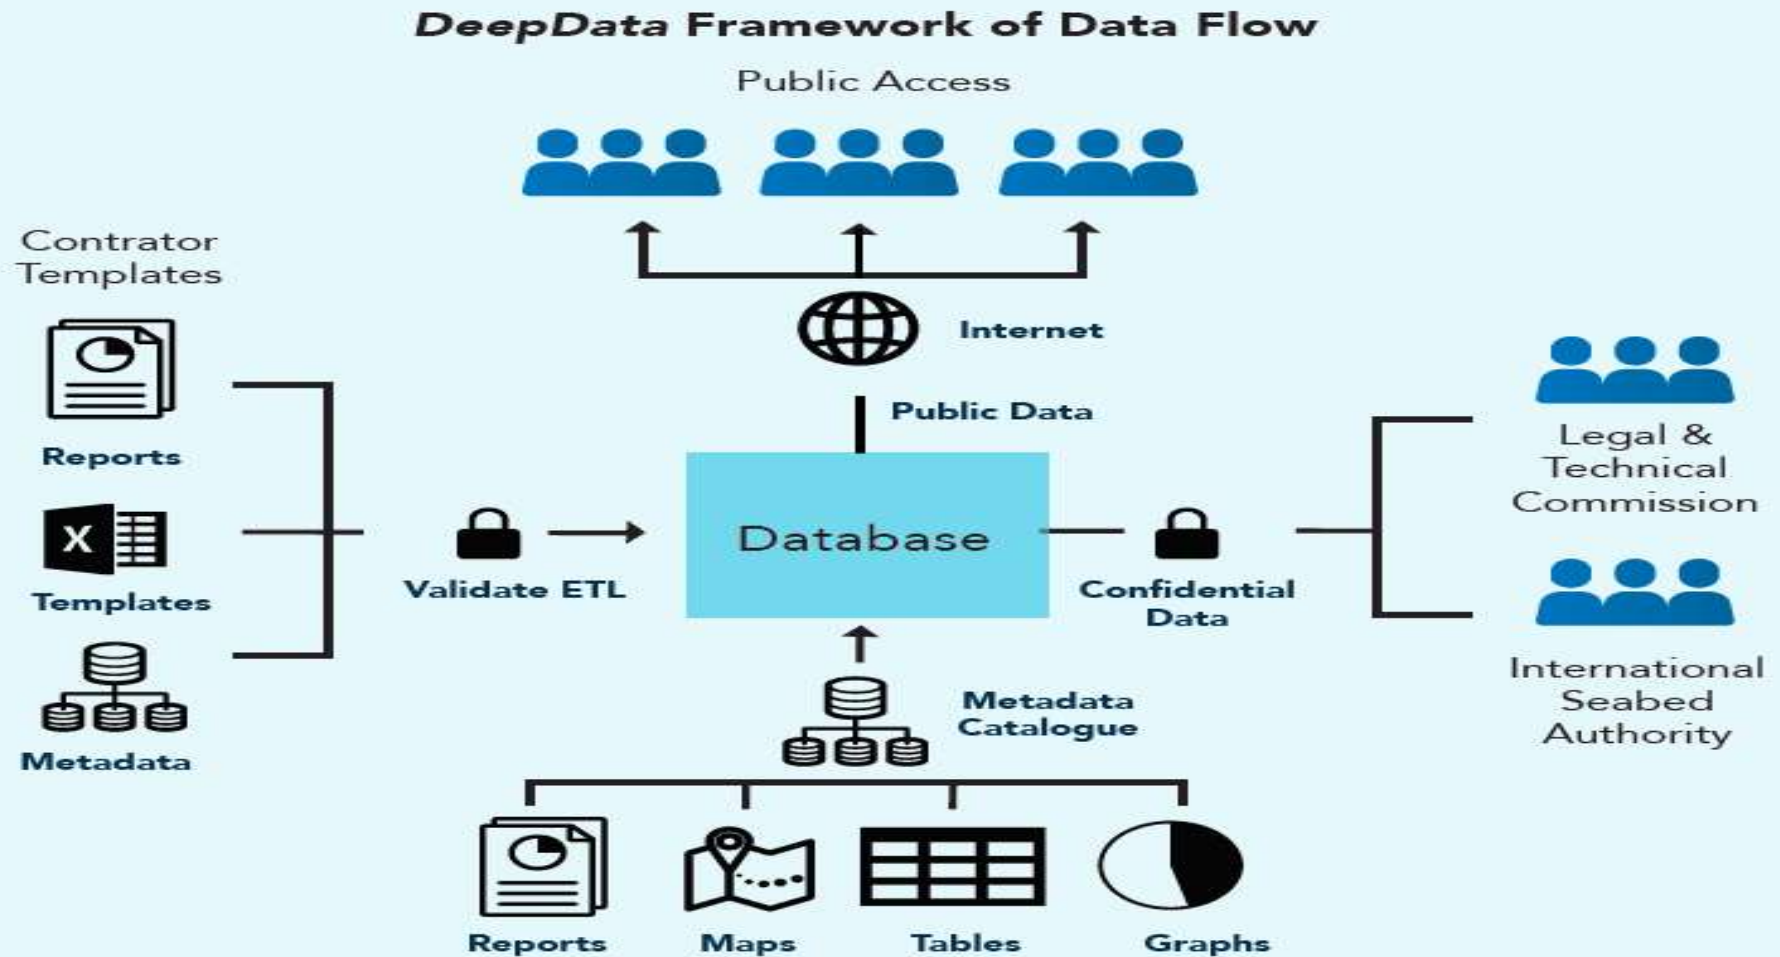 DeepData Framework of Data Flow
Public Access
Contrator
Templates
Reports
Templates
Metadata
Validate ETL
Internet
Public Data
Database
Confidential
Data
Legal &
Technical
Commission
International
Seabed
Authority
Metadata
Catalogue
Reports
Maps
Tables
Graphs
X